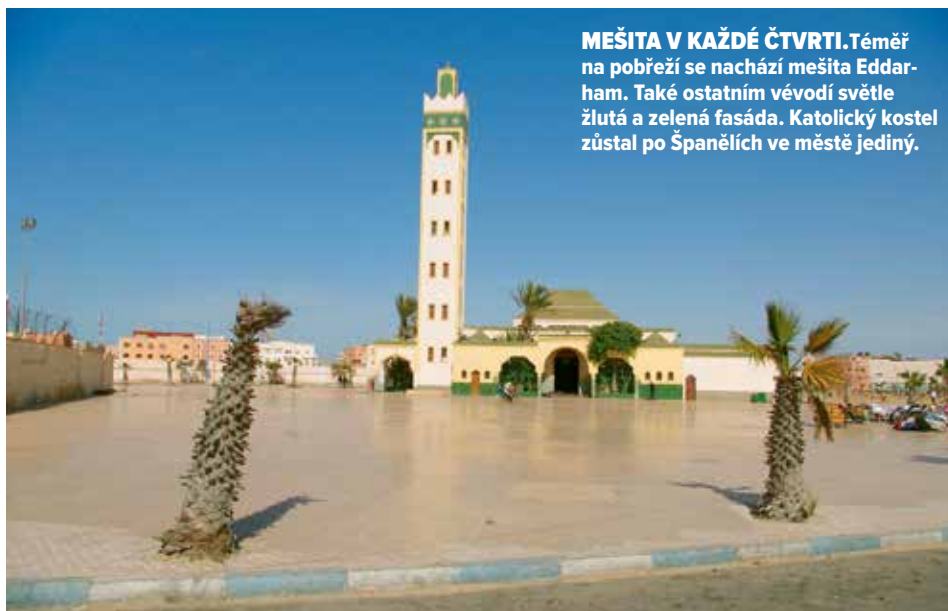 MEŠITA V KAŽDÉ ČTVRTI.Téměř
na pobřeží se nachází mešita Eddar-
ham. Také ostatním vévodí světle
žlutá a zelená fasáda. Katolický kostel
zůstal po Španělích ve městě jediný.